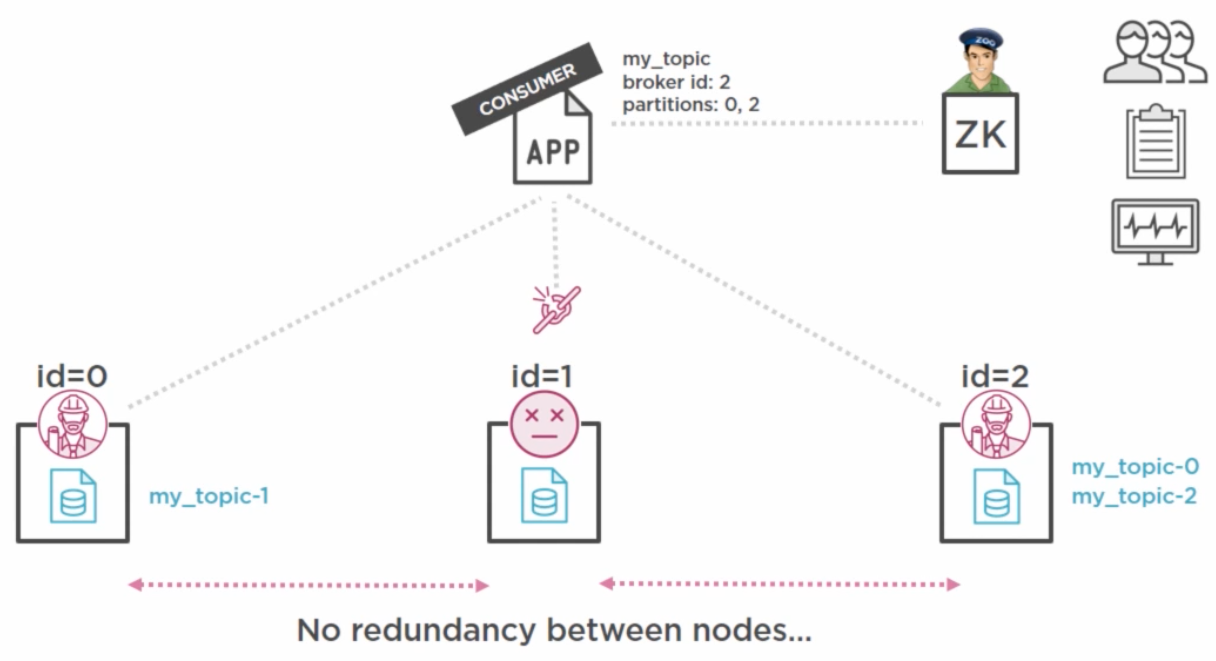 my_topic
broker id: 2
partitions: 0, 2
CONSUMER
APP
ZOO
ZK
id=0
id=1
id=2
my_topic-1
my_topic-0
my_topic-2
No redundancy between nodes...